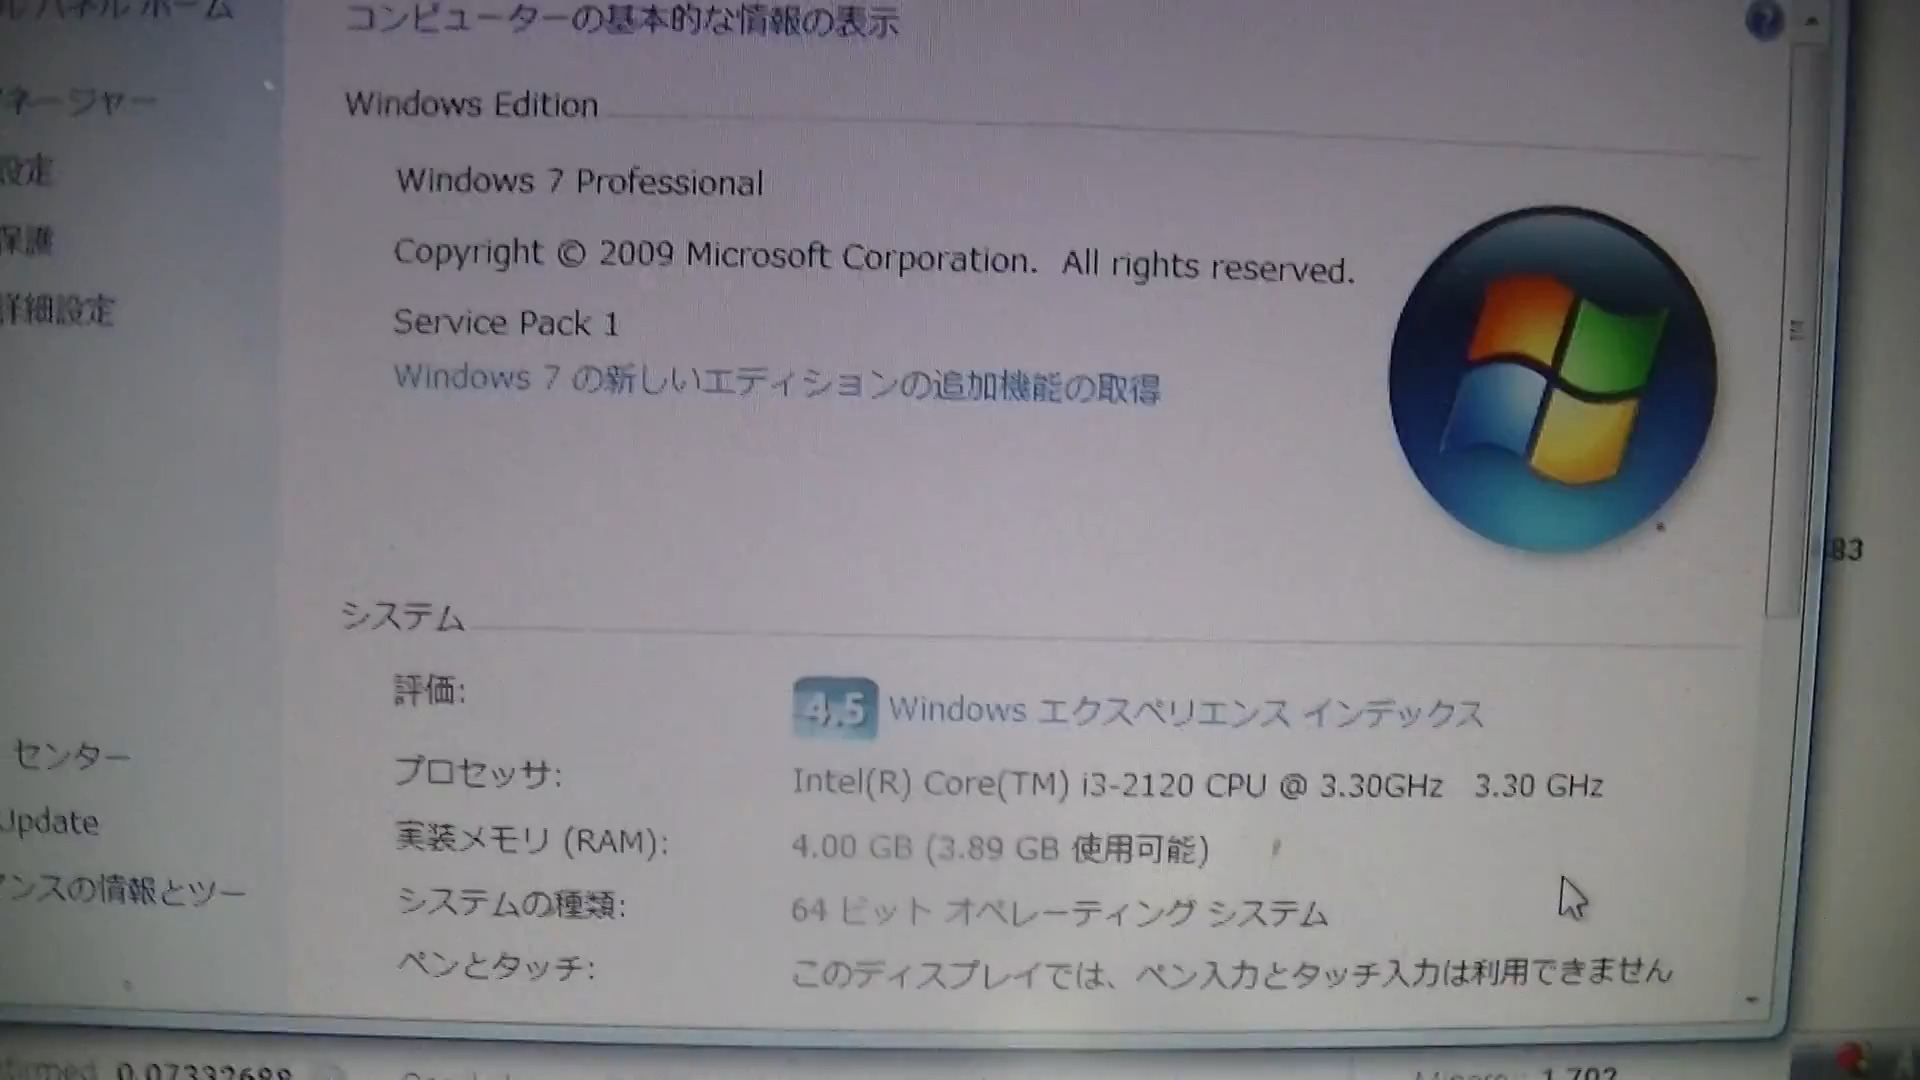 パネル ホーム
コンピューターの基本的な情報の表示
ネージャー
Windows Edition
設定
Windows 7 Professional
保護
Copyright © 2009 Microsoft Corporation. All rights reserved.
詳細設定
Service Pack 1
Windows 7 の新しいエディションの追加機能の取得
83
システム
評価:
4.5 Windows エクスペリエンス インデックス
センター
プロセッサ:
Intel(R) Core(TM) i3-2120 CPU @ 3.30GHz 3.30 GHz
Update
実装メモリ (RAM):
4.00 GB (3.89 GB 使用可能)
ンスの情報とツー
システムの種類:
64 ビット オペレーティング システム
ペンとタッチ:
このディスプレイでは、ペン入力とタッチ入力は利用できません
0.07332688
1.702